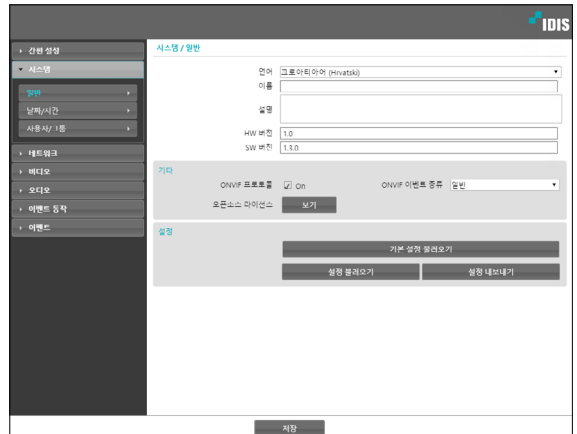 IDIS
간편 설정
시스템
일반
날짜/시간
사용자/그룹
네트워크
비디오
오디오
이벤트 동작
이벤트
시스템 / 일반
언어 크로아티아어 (Hrvatski)
이름
설명
HW 버전 1.0
SW 버전 1.3.0
기타
ONVIF 프로토콜 On ONVIF 이벤트 종류 일반
오픈소스 라이선스 보기
설정
기본 설정 불러오기
설정 불러오기 설정 내보내기
저장